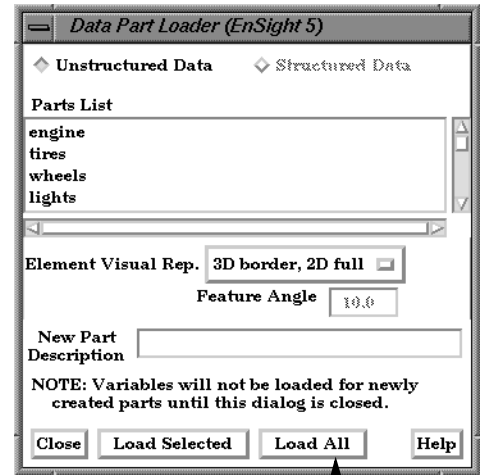 Data Part Loader (EnSight 5)
Unstructured Data Structured Data
Parts List
engine
tires
wheels
lights
Element Visual Rep. 3D border, 2D full
Feature Angle 10.0
New Part
Description
NOTE: Variables will not be loaded for newly
created parts until this dialog is closed.
Close Load Selected Load All Help